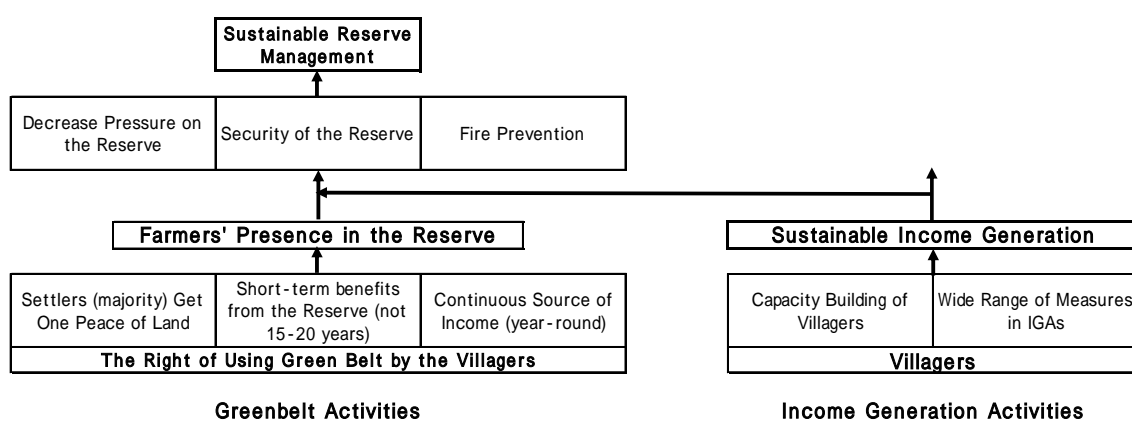 Sustainable Reserve
Management
Decrease Pressure on
the Reserve
Security of the Reserve
Fire Prevention
Farmers' Presence in the Reserve
Sustainable Income Generation
Settlers (majority) Get
One Peace of Land
Short-term benefits
from the Reserve (not
15-20 years)
Continuous Source of
Income (year-round)
Capacity Building of
Villagers
Wide Range of Measures
in IGAs
The Right of Using Green Belt by the Villagers
Villagers
Greenbelt Activities
Income Generation Activities